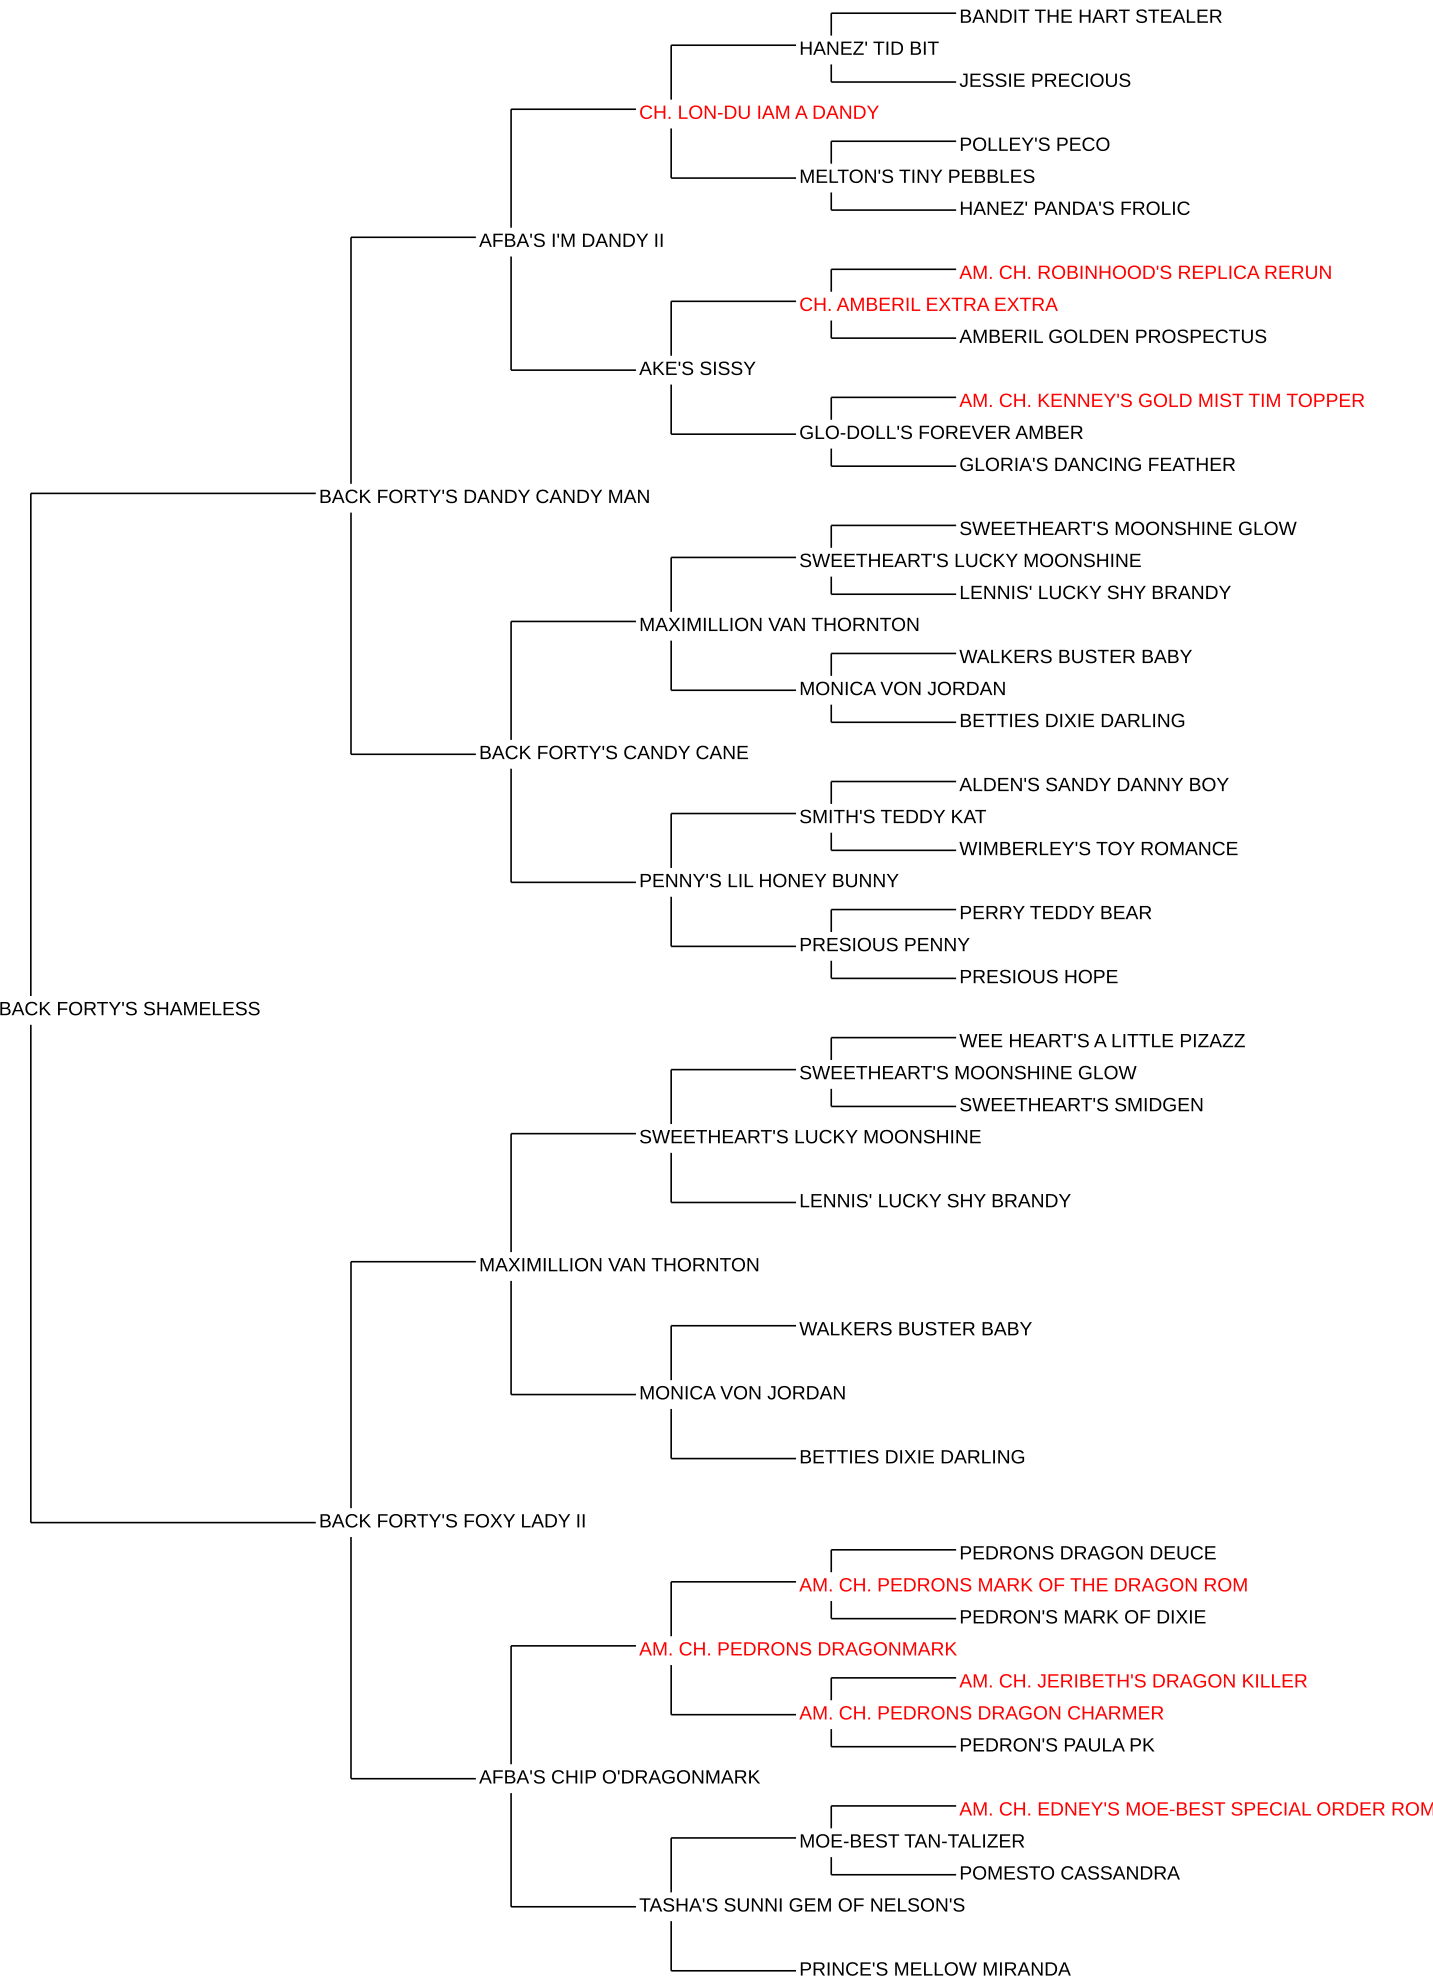 BANDIT THE HART STEALER
HANEZ' TID BIT
JESSIE PRECIOUS
CH. LON-DU IAM A DANDY
POLLEY'S PECO
MELTON'S TINY PEBBLES
HANEZ' PANDA'S FROLIC
AFBA'S I'M DANDY II
AM. CH. ROBINHOOD'S REPLICA RERUN
CH. AMBERIL EXTRA EXTRA
AMBERIL GOLDEN PROSPECTUS
AKE'S SISSY
AM. CH. KENNEY'S GOLD MIST TIM TOPPER
GLO-DOLL'S FOREVER AMBER
GLORIA'S DANCING FEATHER
BACK FORTY'S DANDY CANDY MAN
SWEETHEART'S MOONSHINE GLOW
SWEETHEART'S LUCKY MOONSHINE
LENNIS' LUCKY SHY BRANDY
MAXIMILLION VAN THORNTON
WALKERS BUSTER BABY
MONICA VON JORDAN
BETTIES DIXIE DARLING
BACK FORTY'S CANDY CANE
ALDEN'S SANDY DANNY BOY
SMITH'S TEDDY KAT
WIMBERLEY'S TOY ROMANCE
PENNY'S LIL HONEY BUNNY
PERRY TEDDY BEAR
PRESIOUS PENNY
PRESIOUS HOPE
BACK FORTY'S SHAMELESS
WEE HEART'S A LITTLE PIZAZZ
SWEETHEART'S MOONSHINE GLOW
SWEETHEART'S SMIDGEN
SWEETHEART'S LUCKY MOONSHINE
LENNIS' LUCKY SHY BRANDY
MAXIMILLION VAN THORNTON
WALKERS BUSTER BABY
MONICA VON JORDAN
BETTIES DIXIE DARLING
BACK FORTY'S FOXY LADY II
PEDRONS DRAGON DEUCE
AM. CH. PEDRONS MARK OF THE DRAGON ROM
PEDRON'S MARK OF DIXIE
AM. CH. PEDRONS DRAGONMARK
AM. CH. JERIBETH'S DRAGON KILLER
AM. CH. PEDRONS DRAGON CHARMER
PEDRON'S PAULA PK
AFBA'S CHIP O'DRAGONMARK
AM. CH. EDNEY'S MOE-BEST SPECIAL ORDER ROM
MOE-BEST TAN-TALIZER
POMESTO CASSANDRA
TASHA'S SUNNI GEM OF NELSON'S
PRINCE'S MELLOW MIRANDA